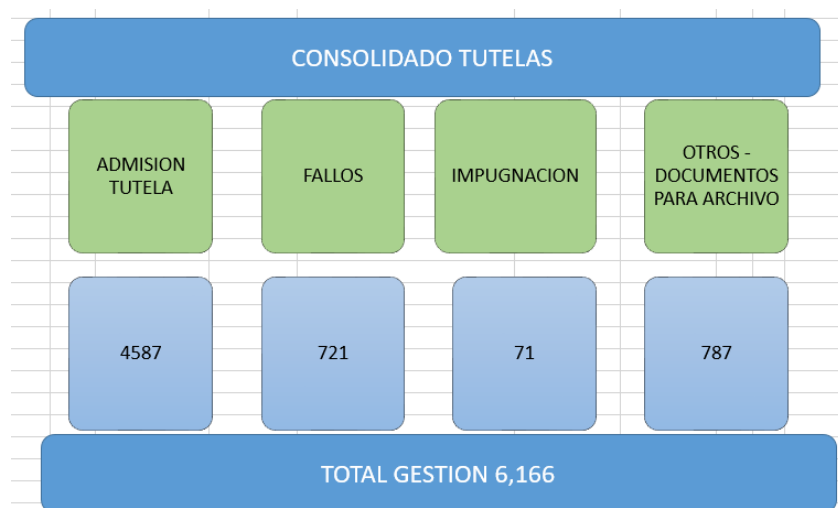 CONSOLIDADO TUTELAS
ADMISION
TUTELA
FALLOS
IMPUGNACION
OTROS -
DOCUMENTOS
PARA ARCHIVO
4587
721
71
787
TOTAL GESTION 6,166